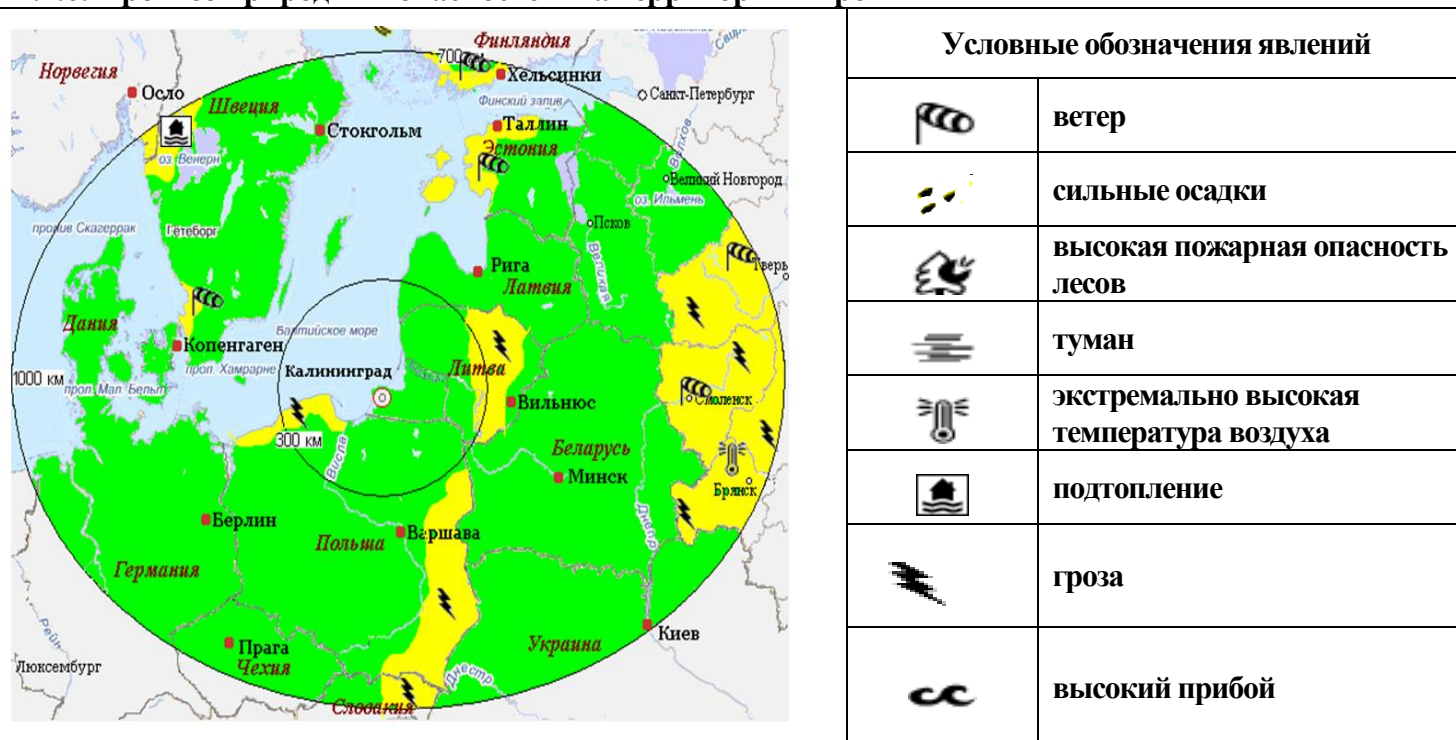 Финляндия
700
Норвегия
Хельсинки
Осло
Санкт-Петербург
Швеция
Финский залив
Стокгольм
Таллин
Волхов
Эстония
оз. Венерн
Великий Новгород
оз. Ильмень
Псков
пролив Скагеррак
Гетеборг
Великая
Тверь
Рига
Латвия
Дания
Балтийское море
Копенгаген
Калининград
Литва
1000 км
проп. Мал. Бельт
проп. Хамрарне
Смоленск
Вильнюс
300 км
Висла
Беларусь
Минск
Брянск
Берлин
Днепр
Польша
Варшава
Германия
Рейн
Украина
Киев
Прага
Люксембург
Чехия
Днестр
Словакия
Условные обозначения явлений
ветер
сильные осадки
высокая пожарная опасность
лесов
туман
экстремально высокая
температура воздуха
подтопление
гроза
высокий прибой